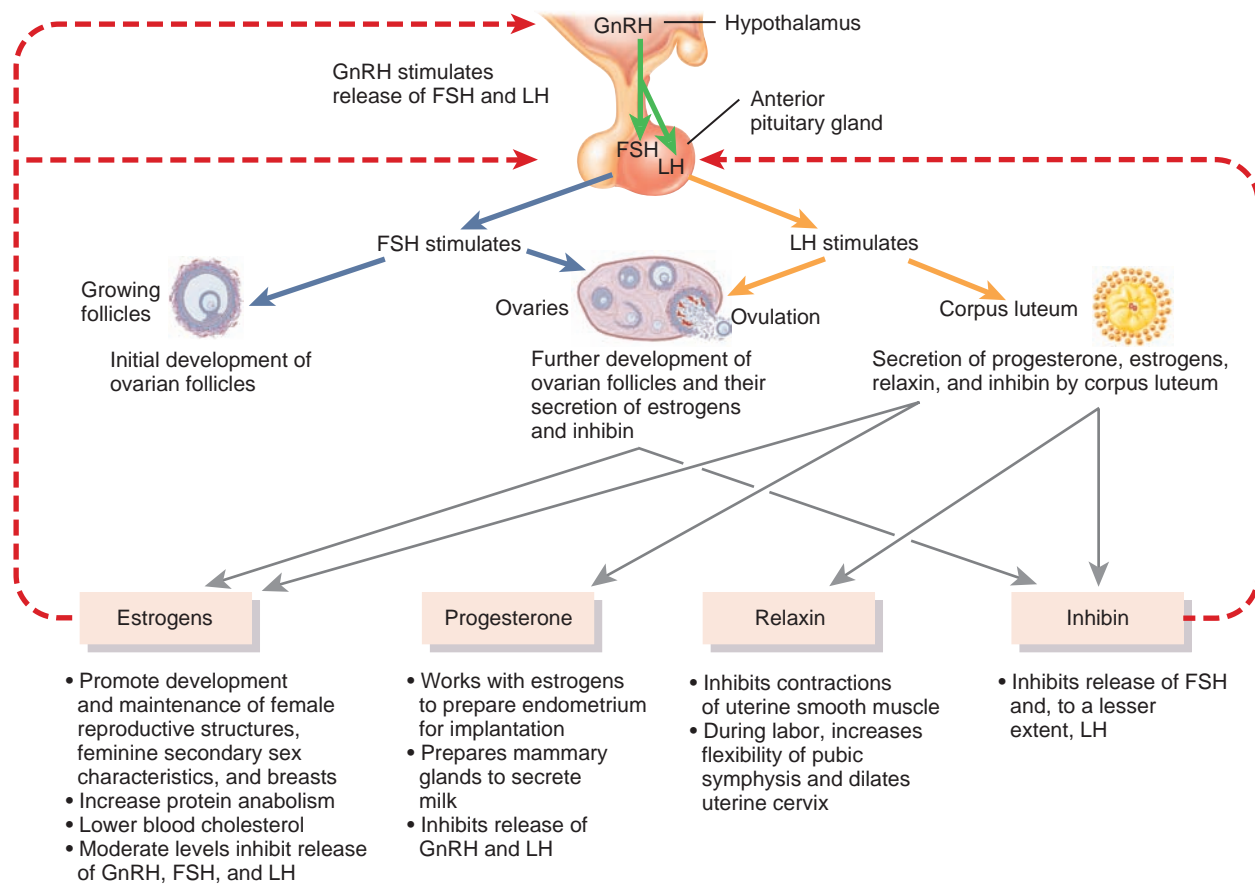 GnRH
Hypothalamus
GnRH stimulates
release of FSH and LH
Anterior
pituitary gland
FSH
LH
FSH stimulates
LH stimulates
Growing
follicles
Ovaries
Ovulation
Corpus luteum
Initial development of
ovarian follicles
Further development of
ovarian follicles and their
secretion of estrogens
and inhibin
Secretion of progesterone, estrogens,
relaxin, and inhibin by corpus luteum
Estrogens
• Promote development
and maintenance of female
reproductive structures,
feminine secondary sex
characteristics, and breasts
• Increase protein anabolism
• Lower blood cholesterol
• Moderate levels inhibit release
of GnRH, FSH, and LH
Progesterone
• Works with estrogens
to prepare endometrium
for implantation
• Prepares mammary
glands to secrete
milk
• Inhibits release of
GnRH and LH
Relaxin
• Inhibits contractions
of uterine smooth muscle
• During labor, increases
flexibility of pubic
symphysis and dilates
uterine cervix
Inhibin
• Inhibits release of FSH
and, to a lesser
extent, LH